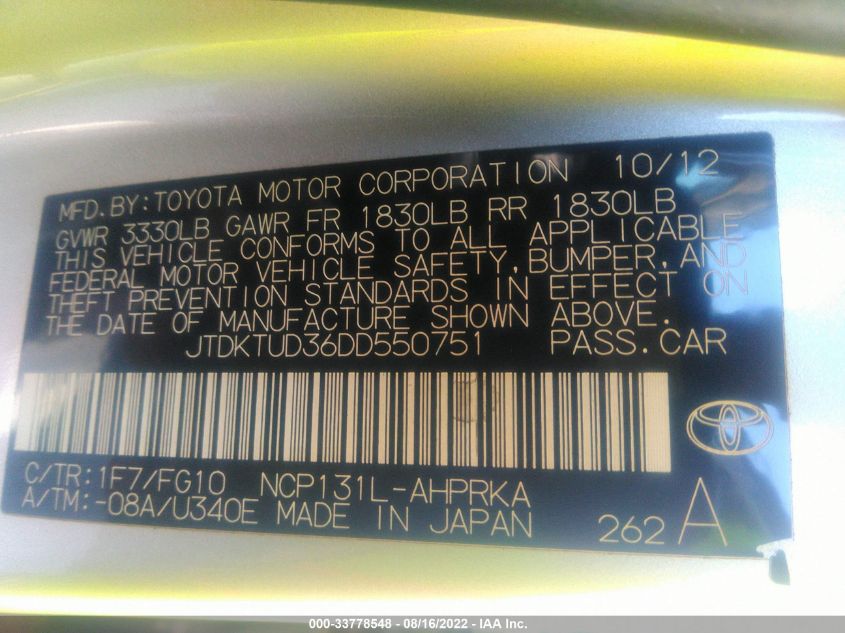 MFD. BY: TOYOTA MOTOR CORPORATION 10/12
GVWR 3330LB GAWR FR 1830LB RR 1830LB
THIS VEHICLE CONFORMS TO ALL APPLICABLE
FEDERAL MOTOR VEHICLE SAFETY, BUMPER, AND
THEFT PREVENTION STANDARDS IN EFFECT ON
THE DATE OF MANUFACTURE SHOWN ABOVE.
JTDKTUD36DD550751 PASS. CAR
C/TR: 1F7/FG10 NCP131L-AHPRKA
A/TM: -08A/U340E MADE IN JAPAN 262 A
000-33778548 - 08/16/2022 - IAA Inc.